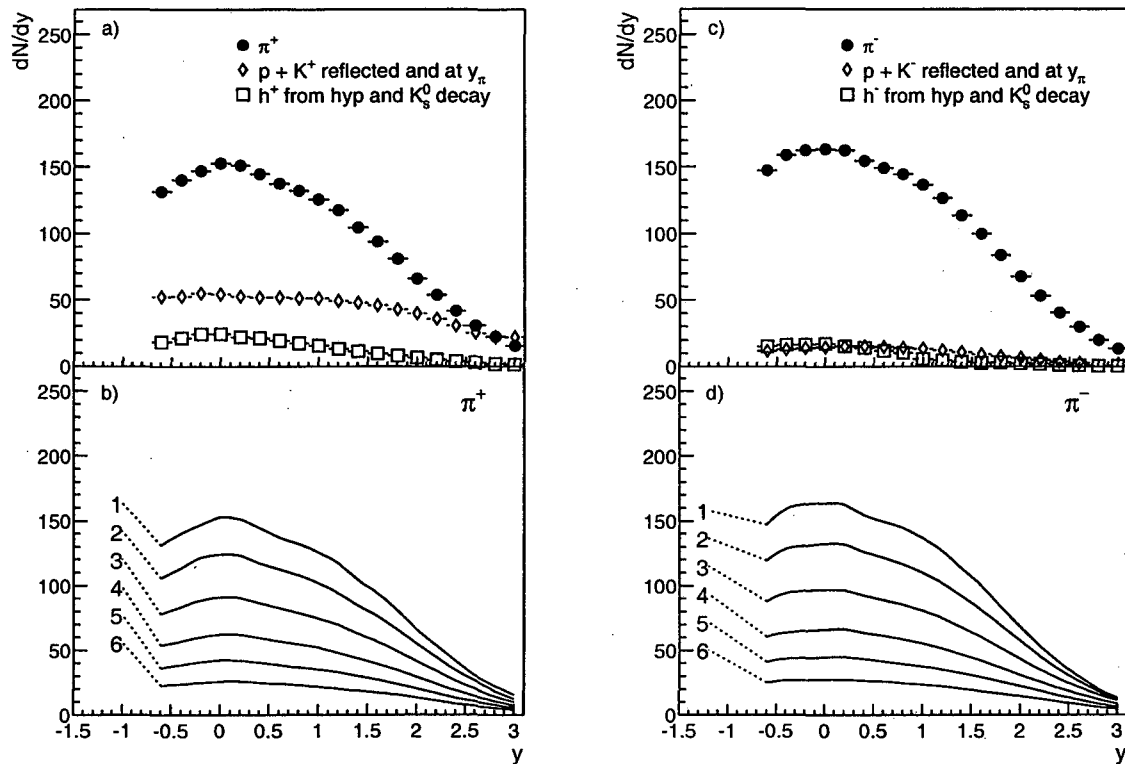 dN/dy
250
200
150
100
50
0
a)
π⁺
p + K⁺ reflected and at y_π
h⁺ from hyp and K⁰_s decay
dN/dy
250
200
150
100
50
0
c)
π⁻
p + K⁻ reflected and at y_π
h⁻ from hyp and K⁰_s decay
250
200
150
100
50
0
b)
π⁺
1
2
3
4
5
6
-1.5 -1 -0.5 0 0.5 1 1.5 2 2.5 3
y
250
200
150
100
50
0
d)
π⁻
1
2
3
4
5
6
-1.5 -1 -0.5 0 0.5 1 1.5 2 2.5 3
y